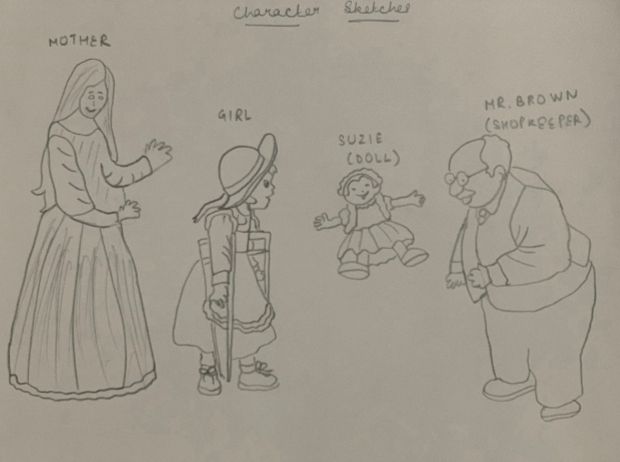 Character Sketches
MOTHER
GIRL
SUZIE
(DOLL)
MR. BROWN
(SHOPKEEPER)